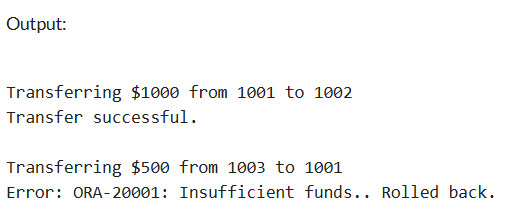 Output:
Transferring $1000 from 1001 to 1002
Transfer successful.
Transferring $500 from 1003 to 1001
Error: ORA-20001: Insufficient funds.. Rolled back.